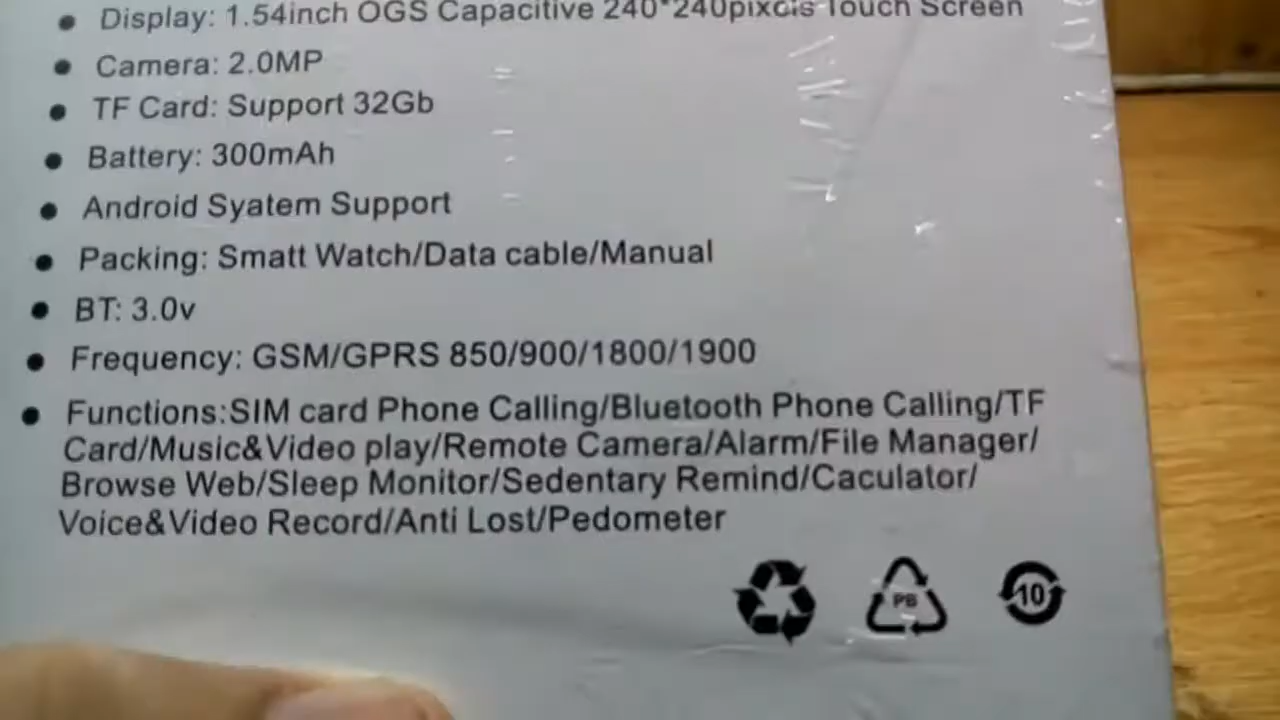 Display: 1.54inch OGS Capacitive 240*240pixcls Touch Screen
Camera: 2.0MP
TF Card: Support 32Gb
Battery: 300mAh
Android Syatem Support
Packing: Smatt Watch/Data cable/Manual
BT: 3.0v
Frequency: GSM/GPRS 850/900/1800/1900
Functions:SIM card Phone Calling/Bluetooth Phone Calling/TF
Card/Music&Video play/Remote Camera/Alarm/File Manager/
Browse Web/Sleep Monitor/Sedentary Remind/Caculator/
Voice&Video Record/Anti Lost/Pedometer
PB
10